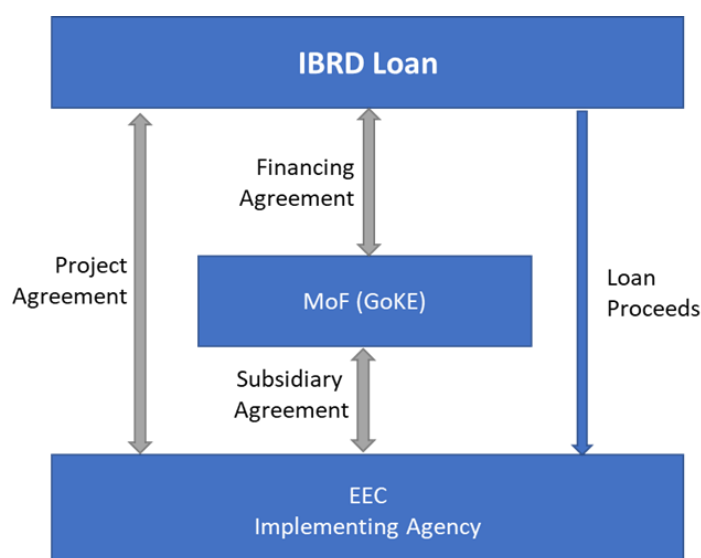 IBRD Loan
Financing
Agreement
Project
Agreement
MoF (GoKE)
Loan
Proceeds
Subsidiary
Agreement
EEC
Implementing Agency